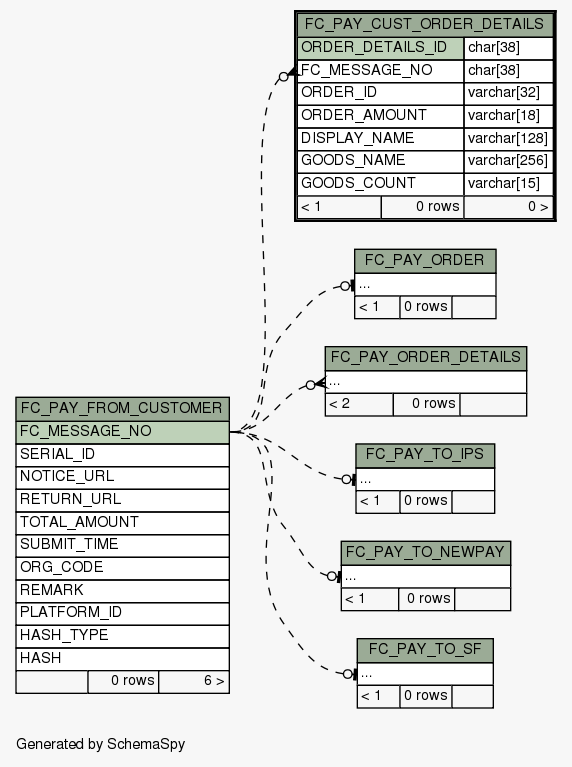 FC_PAY_CUST_ORDER_DETAILS
ORDER_DETAILS_ID char[38]
FC_MESSAGE_NO char[38]
ORDER_ID varchar[32]
ORDER_AMOUNT varchar[18]
DISPLAY_NAME varchar[128]
GOODS_NAME varchar[256]
GOODS_COUNT varchar[15]
< 1 0 rows 0 >
FC_PAY_ORDER
...
< 1 0 rows
FC_PAY_ORDER_DETAILS
...
< 2 0 rows
FC_PAY_FROM_CUSTOMER
FC_MESSAGE_NO
SERIAL_ID
NOTICE_URL
RETURN_URL
TOTAL_AMOUNT
SUBMIT_TIME
ORG_CODE
REMARK
PLATFORM_ID
HASH_TYPE
HASH
0 rows 6 >
FC_PAY_TO_IPS
...
< 1 0 rows
FC_PAY_TO_NEWPAY
...
< 1 0 rows
FC_PAY_TO_SF
...
< 1 0 rows
Generated by SchemaSpy